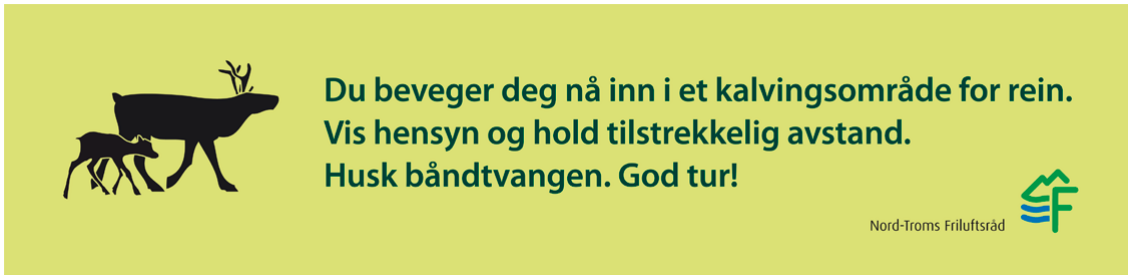 Du beveger deg nå inn i et kalvingsområde for rein.
Vis hensyn og hold tilstrekkelig avstand.
Husk båndtvangen. God tur!
Nord-Troms Friluftsråd